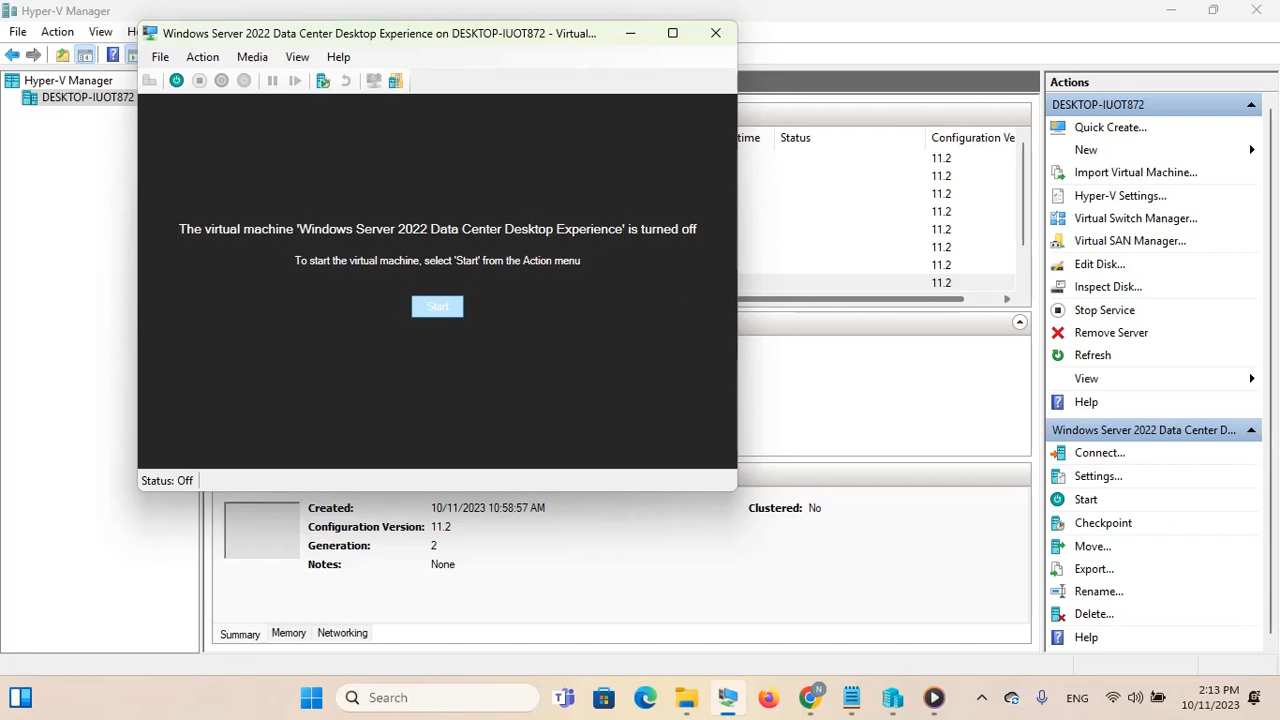 Hyper-V Manager
File Action View H
Hyper-V Manager
DESKTOP-IUOT872
Windows Server 2022 Data Center Desktop Experience on DESKTOP-IUOT872 - Virtual...
File Action Media View Help
The virtual machine 'Windows Server 2022 Data Center Desktop Experience' is turned off
To start the virtual machine, select 'Start' from the Action menu
Start
Status: Off
time Status Configuration Ve
11.2
11.2
11.2
11.2
11.2
11.2
11.2
11.2
Created: 10/11/2023 10:58:57 AM Clustered: No
Configuration Version: 11.2
Generation: 2
Notes: None
Summary Memory Networking
Actions
DESKTOP-IUOT872
Quick Create...
New
Import Virtual Machine...
Hyper-V Settings...
Virtual Switch Manager...
Virtual SAN Manager...
Edit Disk...
Inspect Disk...
Stop Service
Remove Server
Refresh
View
Help
Windows Server 2022 Data Center D...
Connect...
Settings...
Start
Checkpoint
Move...
Export...
Rename...
Delete...
Help
Search
N
ENG
2:13 PM
10/11/2023